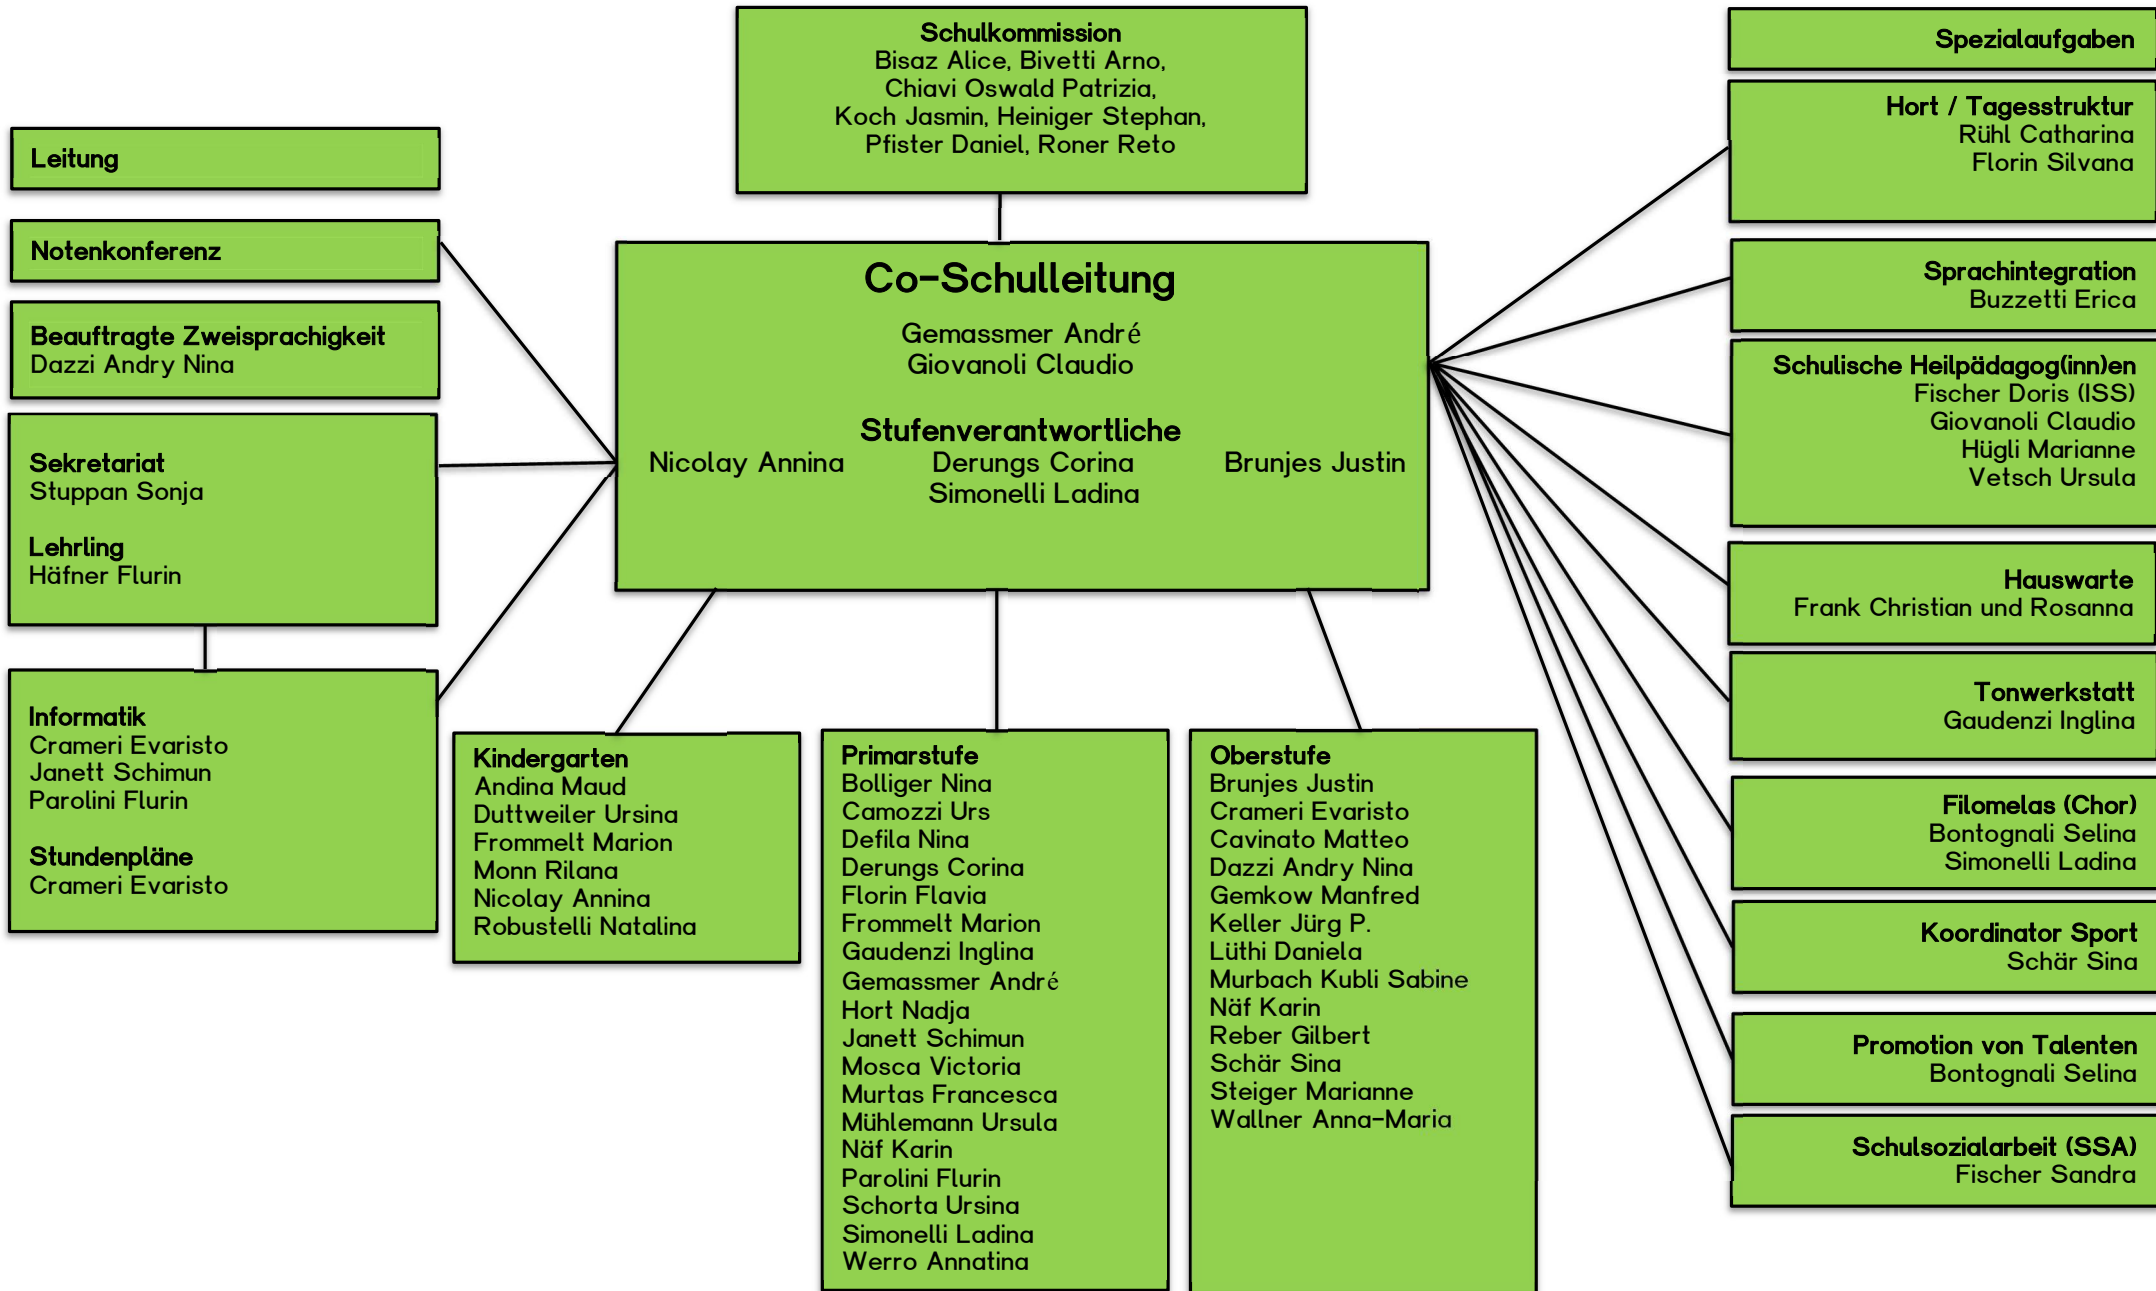 Schulkommission
Bisaz Alice, Bivetti Arno,
Chiavi Oswald Patrizia,
Koch Jasmin, Heiniger Stephan,
Pfister Daniel, Roner Reto
Leitung
Notenkonferenz
Beauftragte Zweisprachigkeit
Dazzi Andry Nina
Sekretariat
Stuppan Sonja
Lehrling
Häfner Flurin
Informatik
Crameri Evaristo
Janett Schimun
Parolini Flurin
Stundenpläne
Crameri Evaristo
Co-Schulleitung
Gemassmer André
Giovanoli Claudio
Stufenverantwortliche
Nicolay Annina Derungs Corina Brunjes Justin
Simonelli Ladina
Kindergarten
Andina Maud
Duttweiler Ursina
Frommelt Marion
Monn Rilana
Nicolay Annina
Robustelli Natalina
Primarstufe
Bolliger Nina
Camozzi Urs
Defila Nina
Derungs Corina
Florin Flavia
Frommelt Marion
Gaudenzi Inglina
Gemassmer André
Hort Nadja
Janett Schimun
Mosca Victoria
Murtas Francesca
Mühlemann Ursula
Näf Karin
Parolini Flurin
Schorta Ursina
Simonelli Ladina
Werro Annatina
Oberstufe
Brunjes Justin
Crameri Evaristo
Cavinato Matteo
Dazzi Andry Nina
Gemkow Manfred
Keller Jürg P.
Lüthi Daniela
Murbach Kubli Sabine
Näf Karin
Reber Gilbert
Schär Sina
Steiger Marianne
Wallner Anna-Maria
Spezialaufgaben
Hort / Tagesstruktur
Rühl Catharina
Florin Silvana
Sprachintegration
Buzzetti Erica
Schulische Heilpädagog(inn)en
Fischer Doris (ISS)
Giovanoli Claudio
Hügli Marianne
Vetsch Ursula
Hauswarte
Frank Christian und Rosanna
Tonwerkstatt
Gaudenzi Inglina
Filomelas (Chor)
Bontognali Selina
Simonelli Ladina
Koordinator Sport
Schär Sina
Promotion von Talenten
Bontognali Selina
Schulsozialarbeit (SSA)
Fischer Sandra